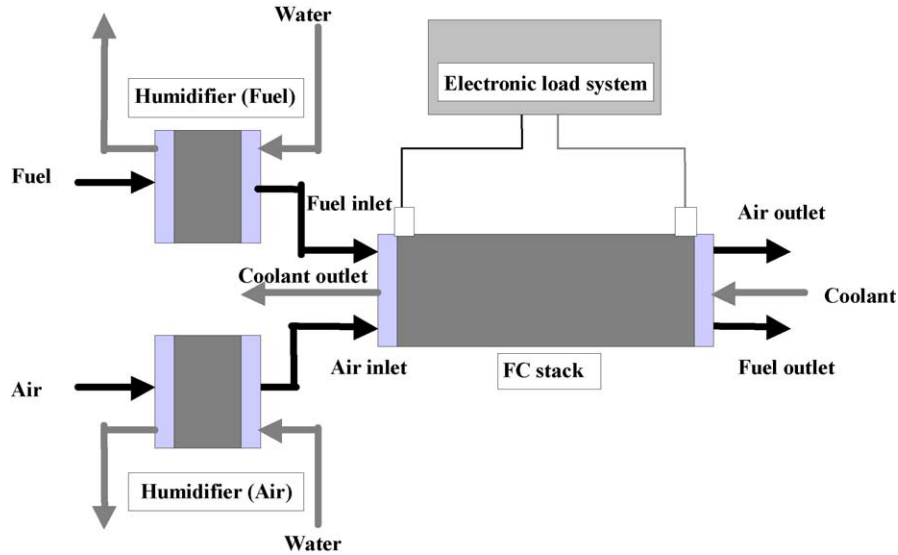 Water
Electronic load system
Humidifier (Fuel)
Fuel
Fuel inlet
Air outlet
Coolant outlet
Coolant
Air inlet
FC stack
Fuel outlet
Air
Humidifier (Air)
Water